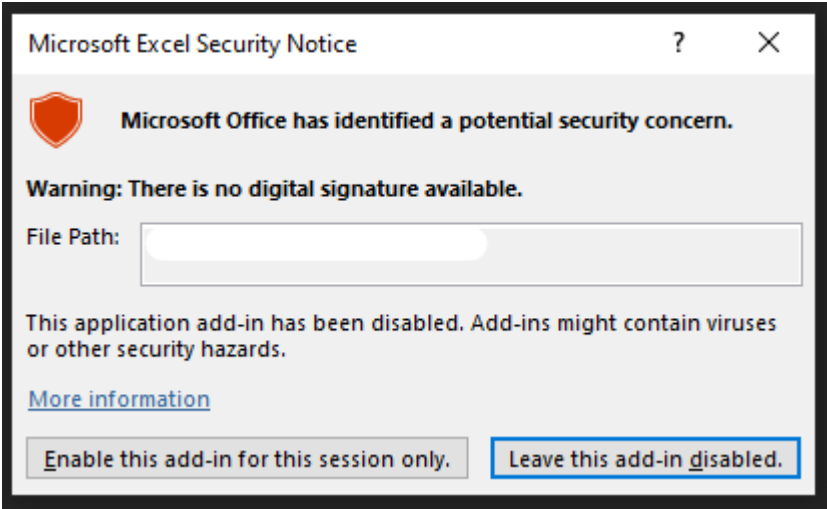 Microsoft Excel Security Notice
?
Microsoft Office has identified a potential security concern.
Warning: There is no digital signature available.
File Path:
This application add-in has been disabled. Add-ins might contain viruses
or other security hazards.
More information
Enable this add-in for this session only.
Leave this add-in disabled.